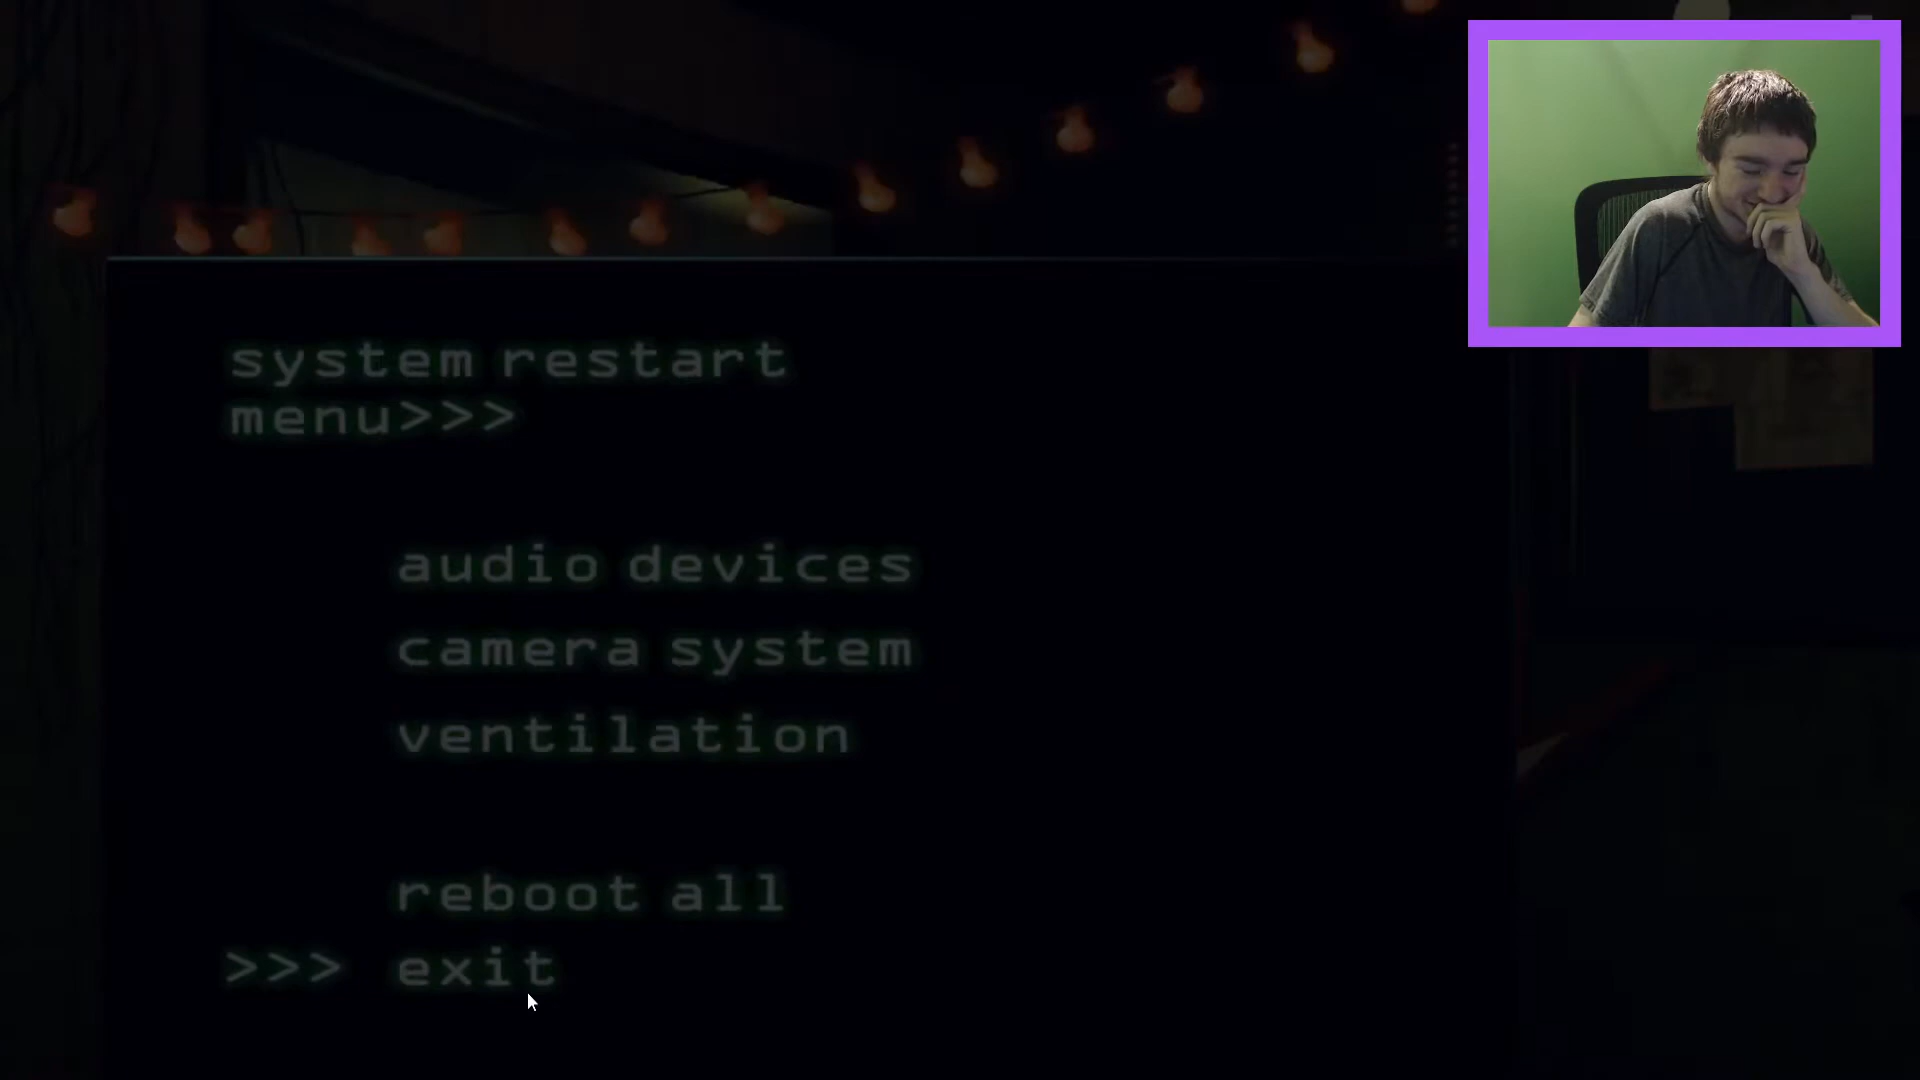 system restart
menu>>>
audio devices
camera system
ventilation
reboot all
>>> exit